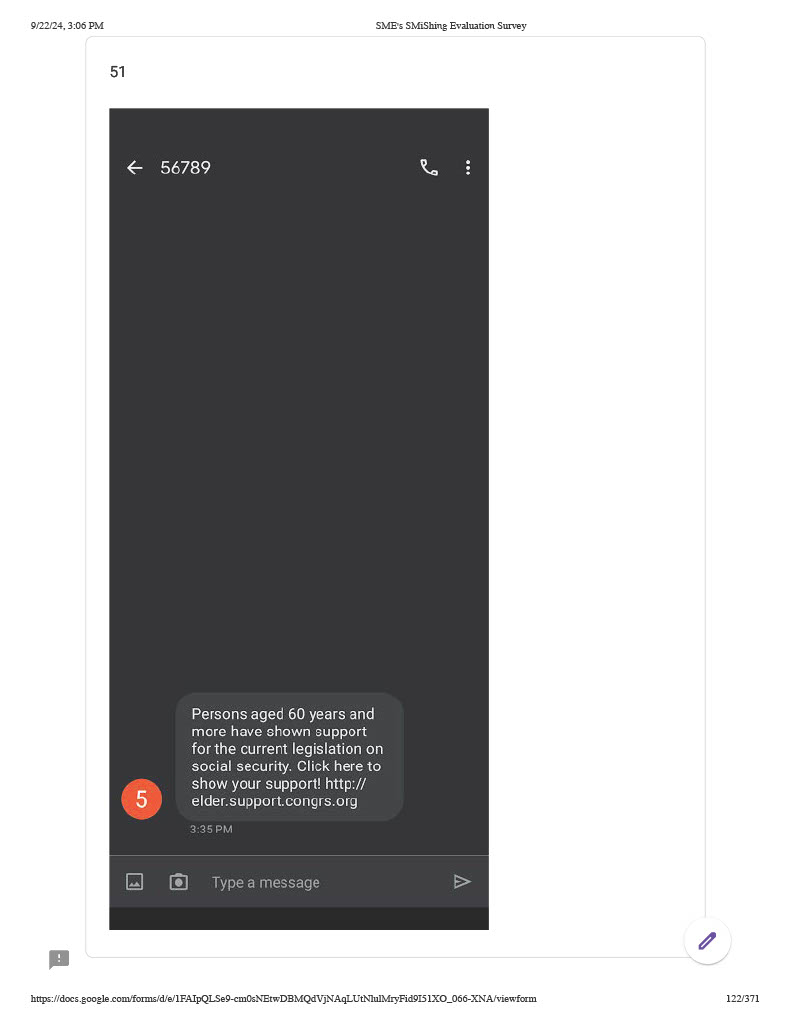 9/22/24, 3:06 PM
SME's SMiShing Evaluation Survey
51
56789
Persons aged 60 years and
more have shown support
for the current legislation on
social security. Click here to
show your support! http://
elder.support.congrs.org
5
3:35 PM
Type a message
https://docs.google.com/forms/d/e/1FAIpQLSe9-cm0sNEtwDBMQdVjNAqLUtNlulMryFid9I51XO_066-XNA/viewform
122/371